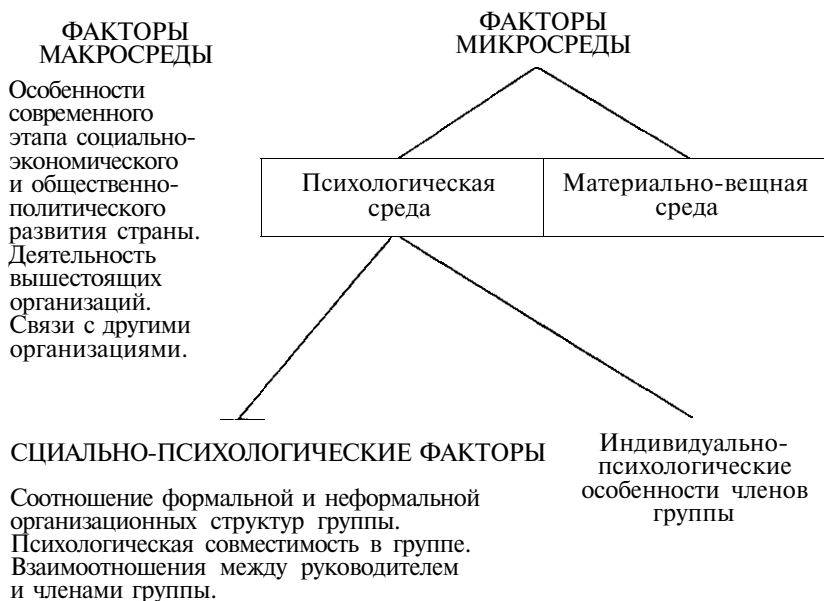 ФАКТОРЫ
МАКРОСРЕДЫ
Особенности
современного
этапа социально-
экономического
и общественно-
политического
развития страны.
Деятельность
вышестоящих
организаций.
Связи с другими
организациями.
ФАКТОРЫ
МИКРОСРЕДЫ
Психологическая
среда
Материально-вещная
среда
СЦИАЛЬНО-ПСИХОЛОГИЧЕСКИЕ ФАКТОРЫ
Соотношение формальной и неформальной
организационных структур группы.
Психологическая совместимость в группе.
Взаимоотношения между руководителем
и членами группы.
Индивидуально-
психологические
особенности членов
группы